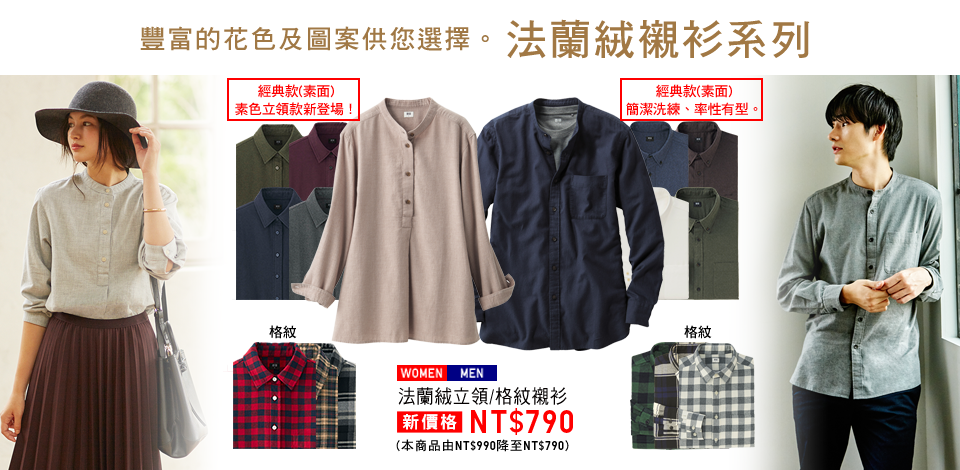 豐富的花色及圖案供您選擇。 法蘭絨襯衫系列
經典款(素面)
素色立領款新登場！
經典款(素面)
簡潔洗練、率性有型。
格紋
格紋
WOMEN MEN
法蘭絨立領/格紋襯衫
新價格 NT$790
(本商品由NT$990降至NT$790)